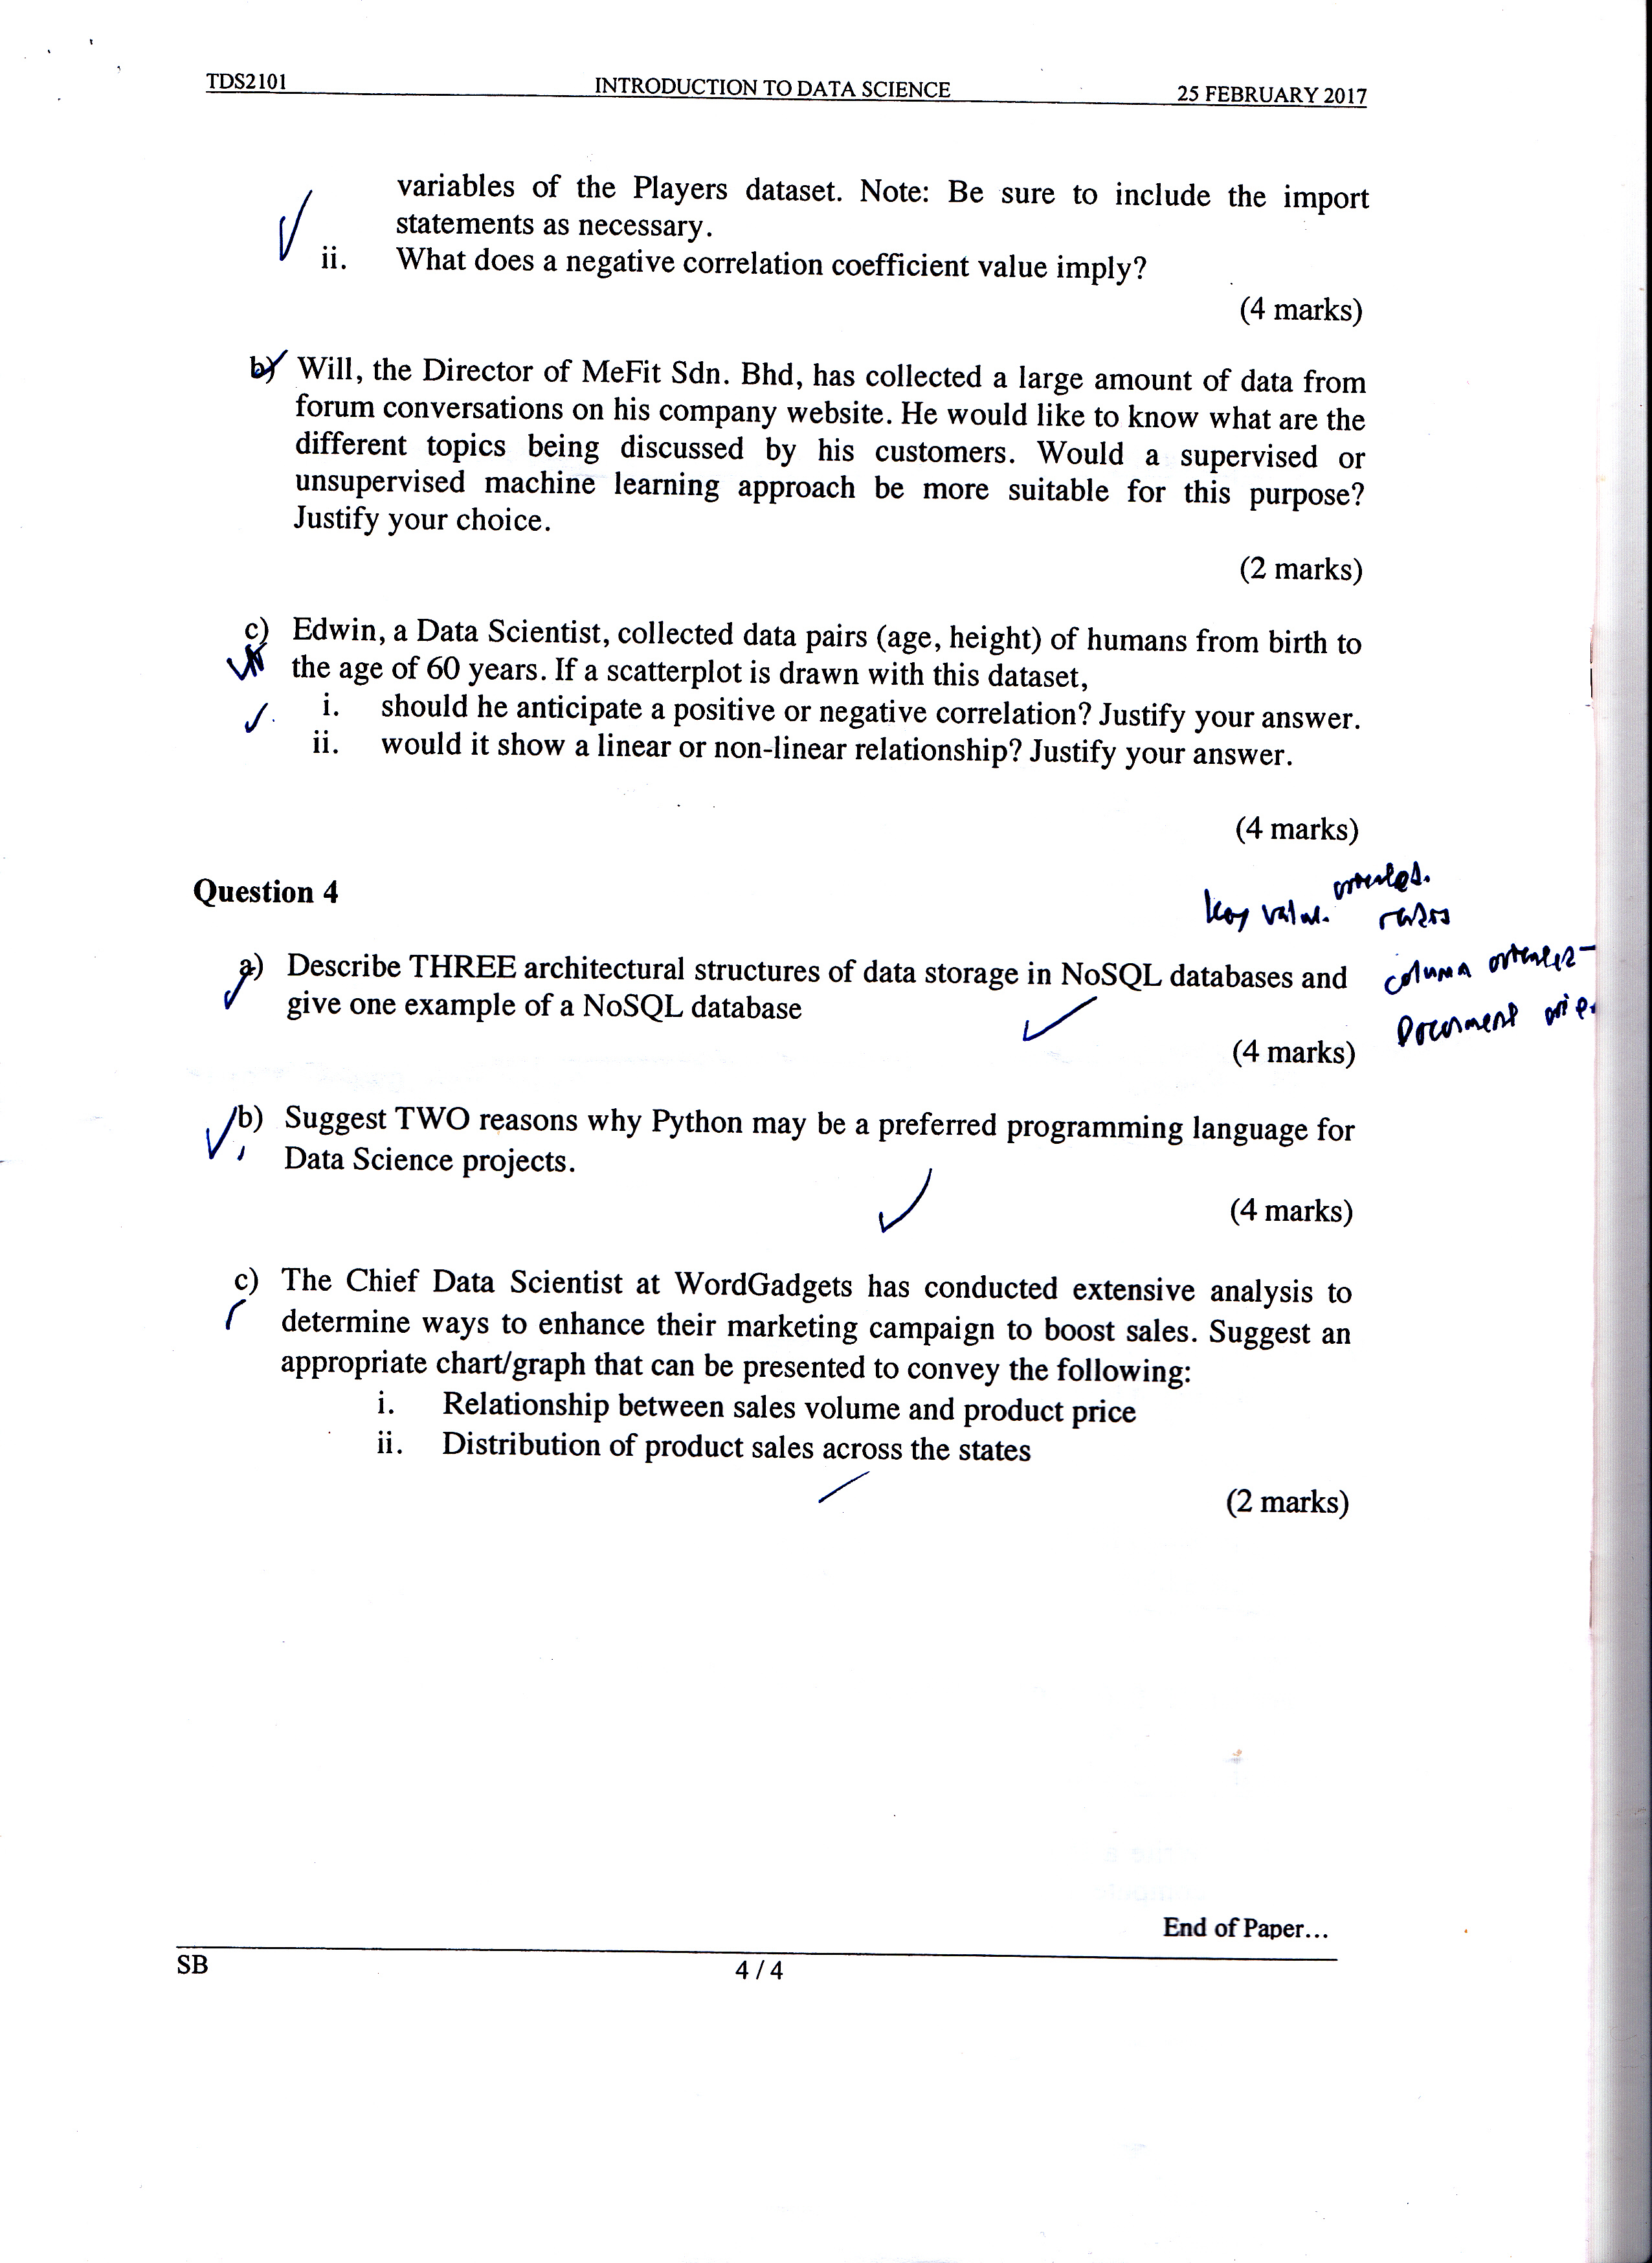 TDS2101 INTRODUCTION TO DATA SCIENCE 25 FEBRUARY 2017
variables of the Players dataset. Note: Be sure to include the import
statements as necessary.
ii. What does a negative correlation coefficient value imply?
(4 marks)
b) Will, the Director of MeFit Sdn. Bhd, has collected a large amount of data from
forum conversations on his company website. He would like to know what are the
different topics being discussed by his customers. Would a supervised or
unsupervised machine learning approach be more suitable for this purpose?
Justify your choice.
(2 marks)
c) Edwin, a Data Scientist, collected data pairs (age, height) of humans from birth to
the age of 60 years. If a scatterplot is drawn with this dataset,
i. should he anticipate a positive or negative correlation? Justify your answer.
ii. would it show a linear or non-linear relationship? Justify your answer.
(4 marks)
Question 4
key value.
a) Describe THREE architectural structures of data storage in NoSQL databases and
column
give one example of a NoSQL database
Document
(4 marks)
b) Suggest TWO reasons why Python may be a preferred programming language for
Data Science projects.
(4 marks)
c) The Chief Data Scientist at WordGadgets has conducted extensive analysis to
determine ways to enhance their marketing campaign to boost sales. Suggest an
appropriate chart/graph that can be presented to convey the following:
i. Relationship between sales volume and product price
ii. Distribution of product sales across the states
(2 marks)
End of Paper...
SB 4 / 4